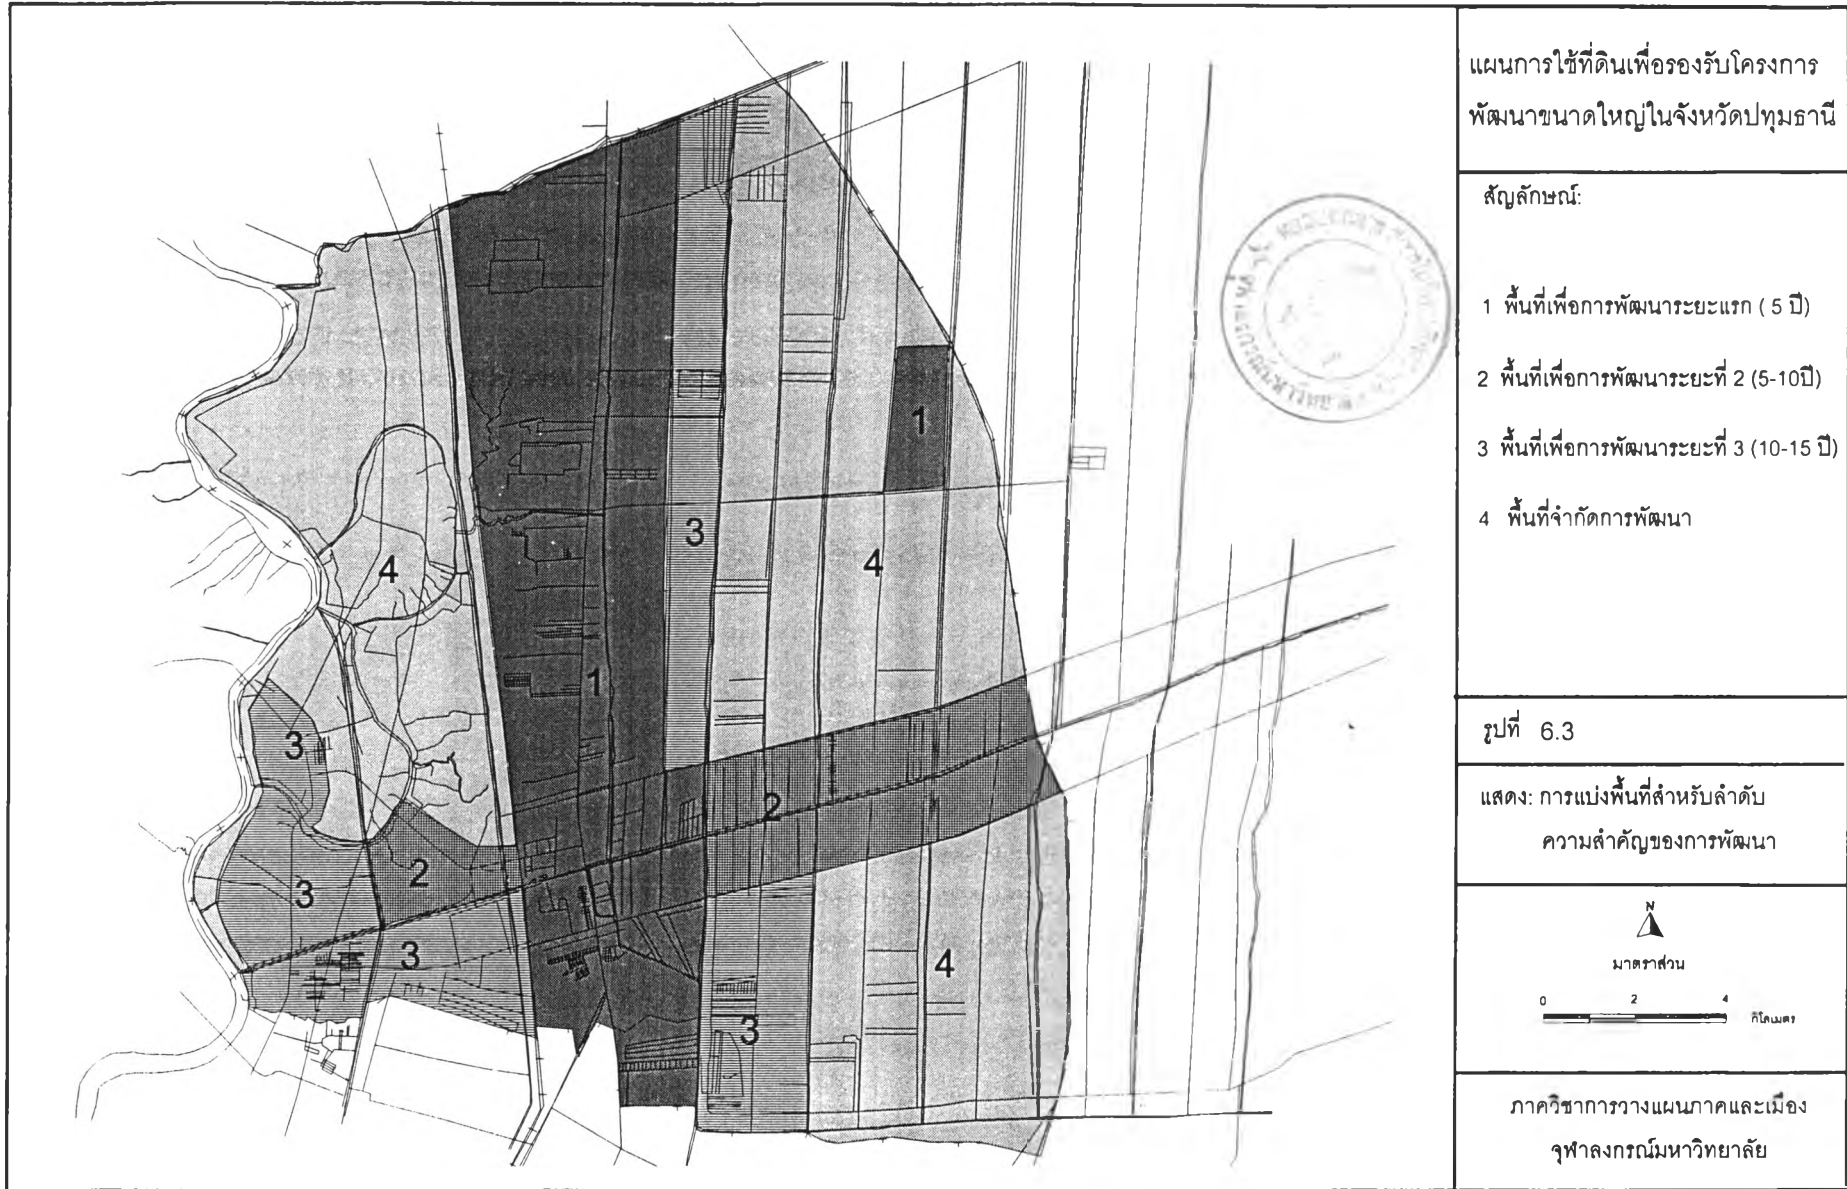 แผนการใช้ที่ดินเพื่อรองรับโครงการ
พัฒนาขนาดใหญ่ในจังหวัดปทุมธานี
สัญลักษณ์:
1 พื้นที่เพื่อการพัฒนาระยะแรก ( 5 ปี)
2 พื้นที่เพื่อการพัฒนาระยะที่ 2 (5-10ปี)
3 พื้นที่เพื่อการพัฒนาระยะที่ 3 (10-15 ปี)
4 พื้นที่จำกัดการพัฒนา
รูปที่ 6.3
แสดง: การแบ่งพื้นที่สำหรับลำดับ
ความสำคัญของการพัฒนา
N
มาตราส่วน
0 2 4
กิโลเมตร
ภาควิชาการวางแผนภาคและเมือง
จุฬาลงกรณ์มหาวิทยาลัย
1
3
4
4
1
3
2
2
3
3
4
3